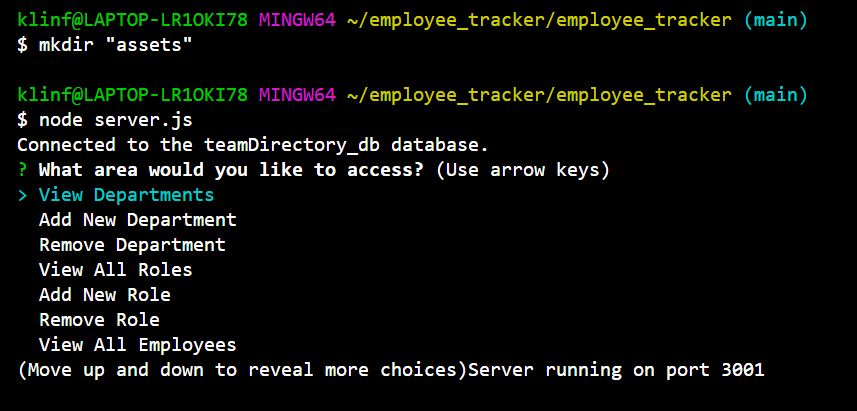 klinf@LAPTOP-LR1OKI78 MINGW64 ~/employee_tracker/employee_tracker (main)
$ mkdir "assets"
klinf@LAPTOP-LR1OKI78 MINGW64 ~/employee_tracker/employee_tracker (main)
$ node server.js
Connected to the teamDirectory_db database.
? What area would you like to access? (Use arrow keys)
> View Departments
Add New Department
Remove Department
View All Roles
Add New Role
Remove Role
View All Employees
(Move up and down to reveal more choices)Server running on port 3001